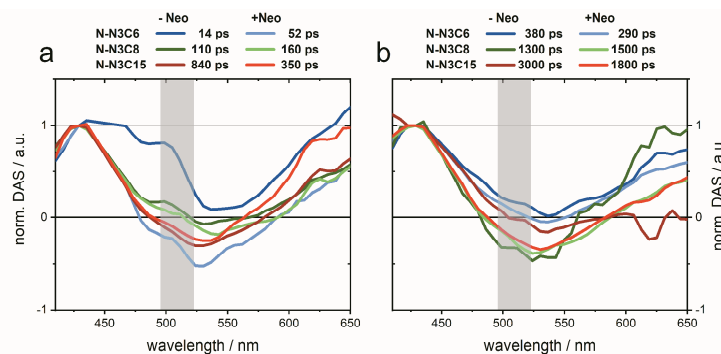 - Neo +Neo
N-N3C6 14 ps 52 ps
N-N3C8 110 ps 160 ps
N-N3C15 840 ps 350 ps
a
1
0
-1
norm. DAS / a.u.
450 500 550 600 650
wavelength / nm
- Neo +Neo
N-N3C6 380 ps 290 ps
N-N3C8 1300 ps 1500 ps
N-N3C15 3000 ps 1800 ps
b
1
0
-1
norm. DAS / a.u.
450 500 550 600 650
wavelength / nm